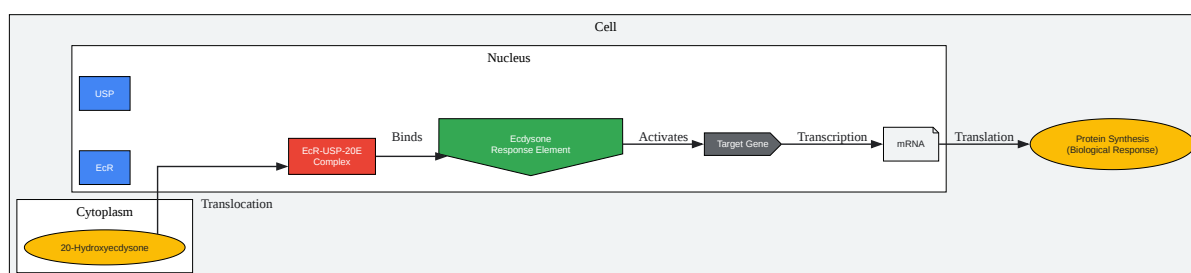 Cell
Nucleus
USP
EcR
EcR-USP-20E
Complex
Binds
Ecdysone
Response Element
Activates
Target Gene
Transcription
mRNA
Translation
Protein Synthesis
(Biological Response)
Translocation
Cytoplasm
20-Hydroxyecdysone